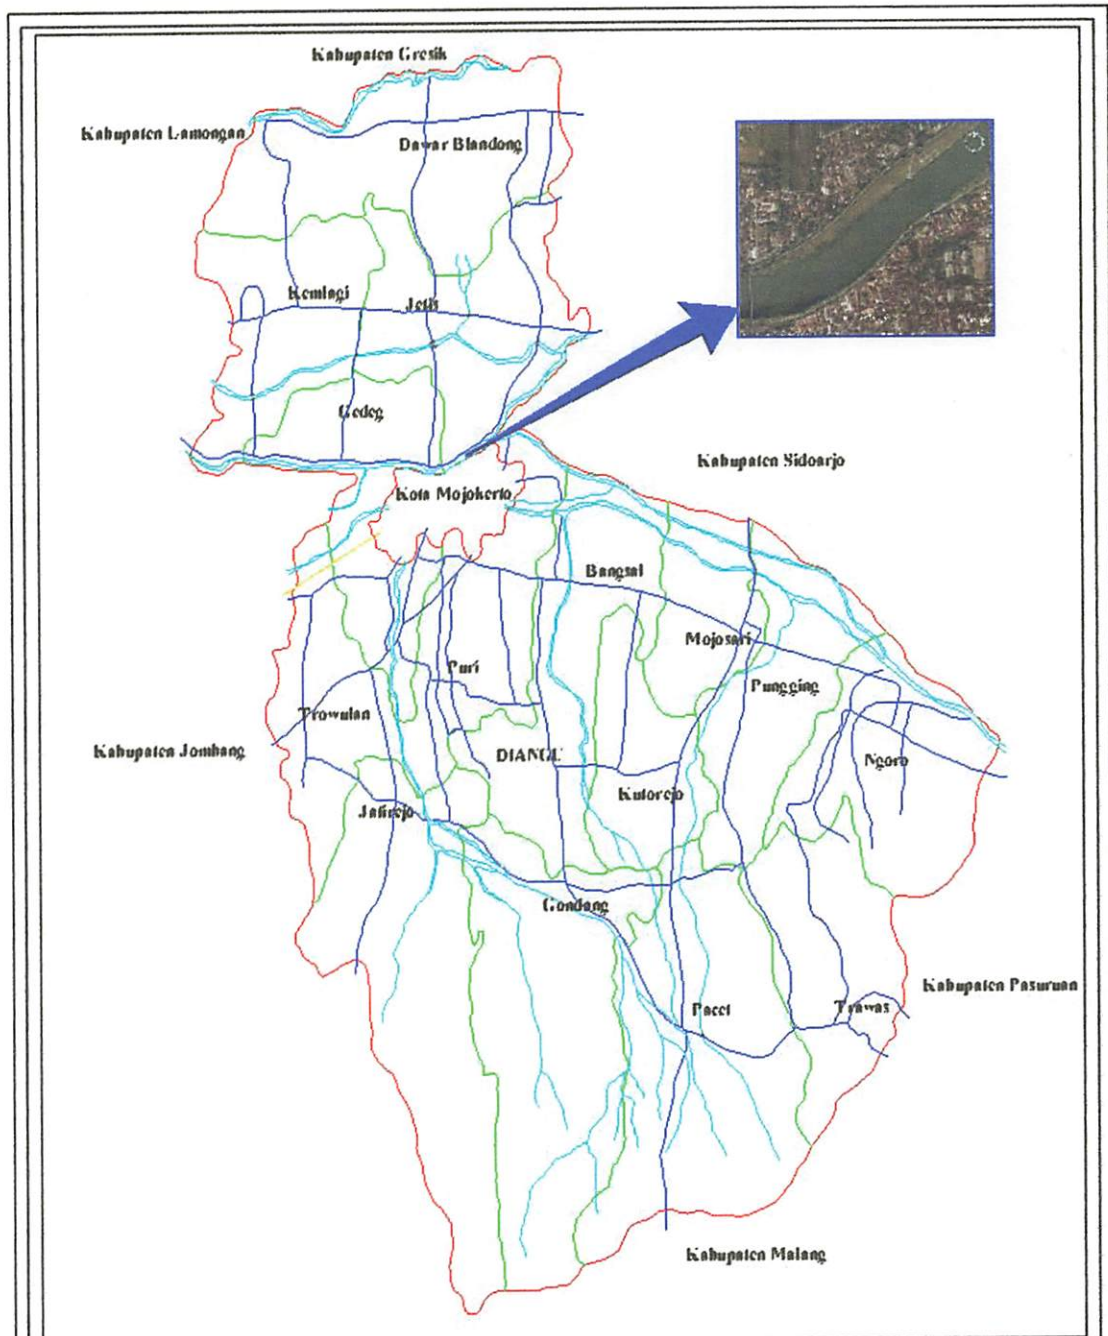 Kabupaten Gresik
Kabupaten Lamongan
Dawar Blandong
Kemlagi
Jetis
Gedeg
Kabupaten Sidoarjo
Kota Mojokerto
Bangsal
Mojosari
Puri
Pungging
Trowulan
Kabupaten Jombang
DIANGU
Ngoro
Kutorejo
Jatirejo
Gondang
Kabupaten Pasuruan
Pacet
Trawas
Kabupaten Malang